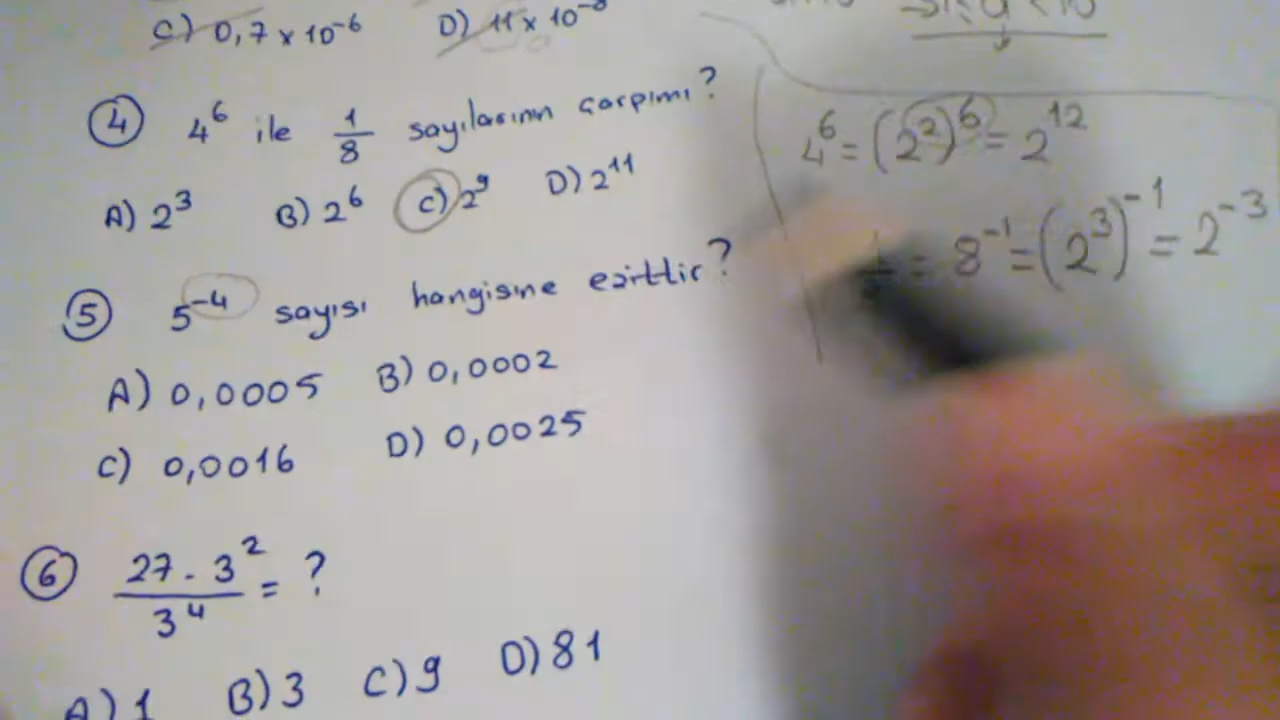 C) 0,7 x 10⁻⁶ D) 11 x 10⁻⁸
4 4⁶ ile 1/8 sayılarının çarpımı?
A) 2³ B) 2⁶ C) 2⁹ D) 2¹¹
5 5⁻⁴ sayısı hangisine eşittir?
A) 0,0005 B) 0,0002
C) 0,0016 D) 0,0025
6 27 . 3² / 3⁴ = ?
A) 1 B) 3 C) 9 D) 81
4⁶ = (2²)⁶ = 2¹²
= 8⁻¹ = (2³)⁻¹ = 2⁻³